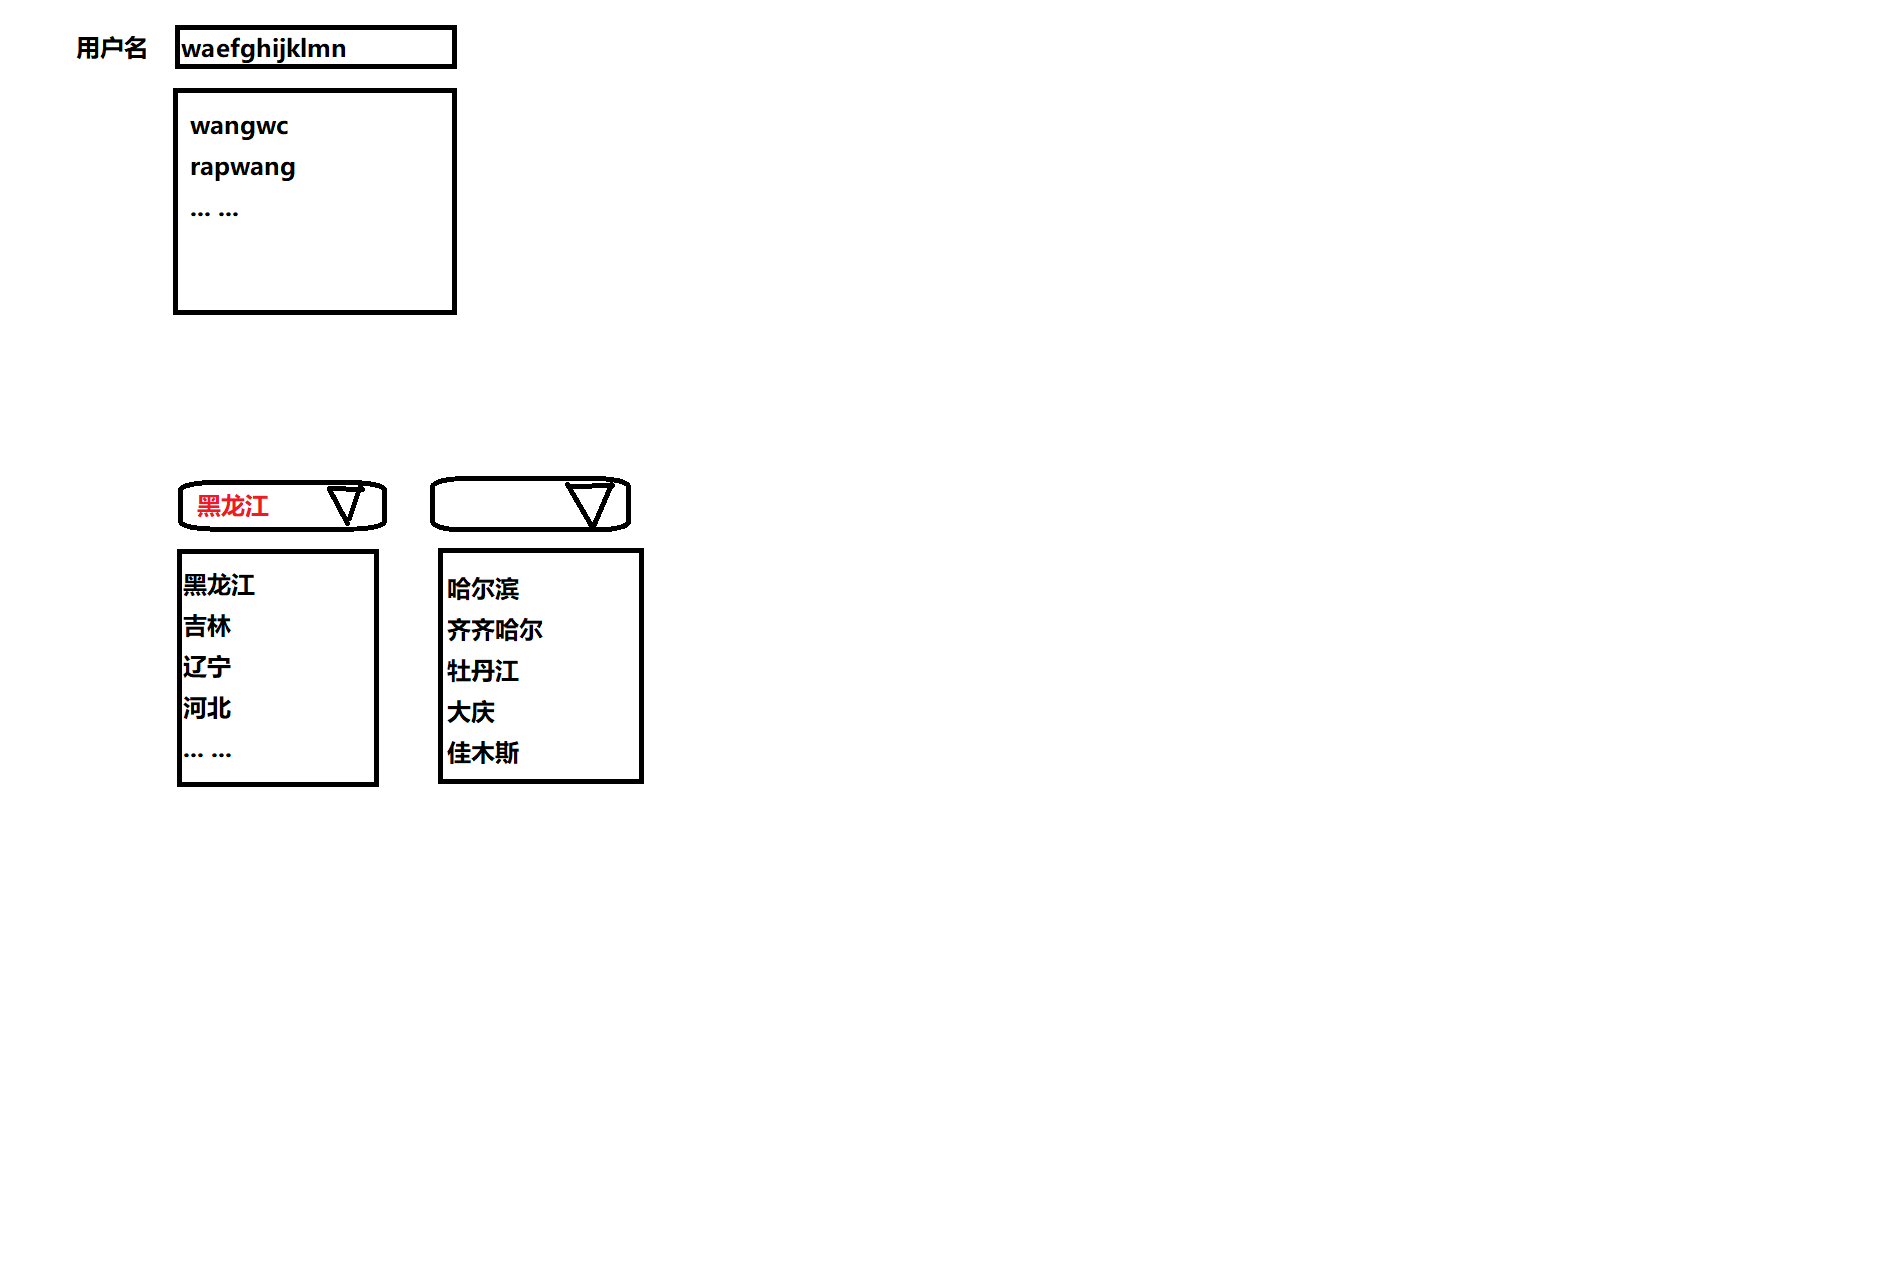 用户名
waefghijklmn
wangwc
rapwang
... ...
黑龙江
黑龙江
吉林
辽宁
河北
... ...
哈尔滨
齐齐哈尔
牡丹江
大庆
佳木斯